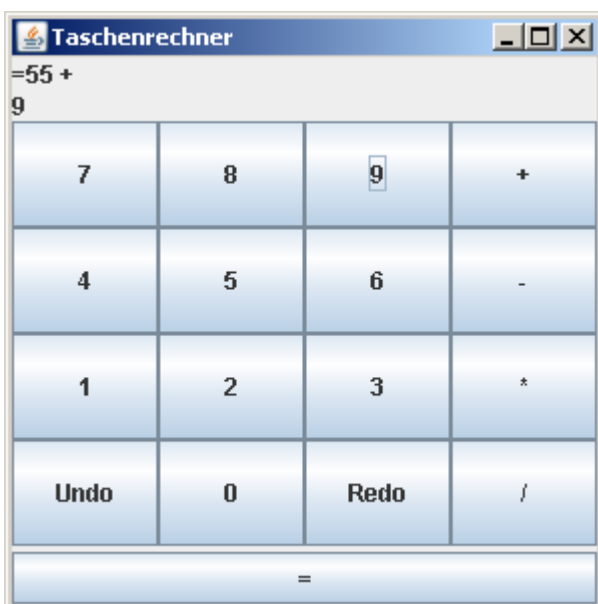 Taschenrechner
=55 +
9
7 8 9 +
4 5 6 -
1 2 3 *
Undo 0 Redo /
=